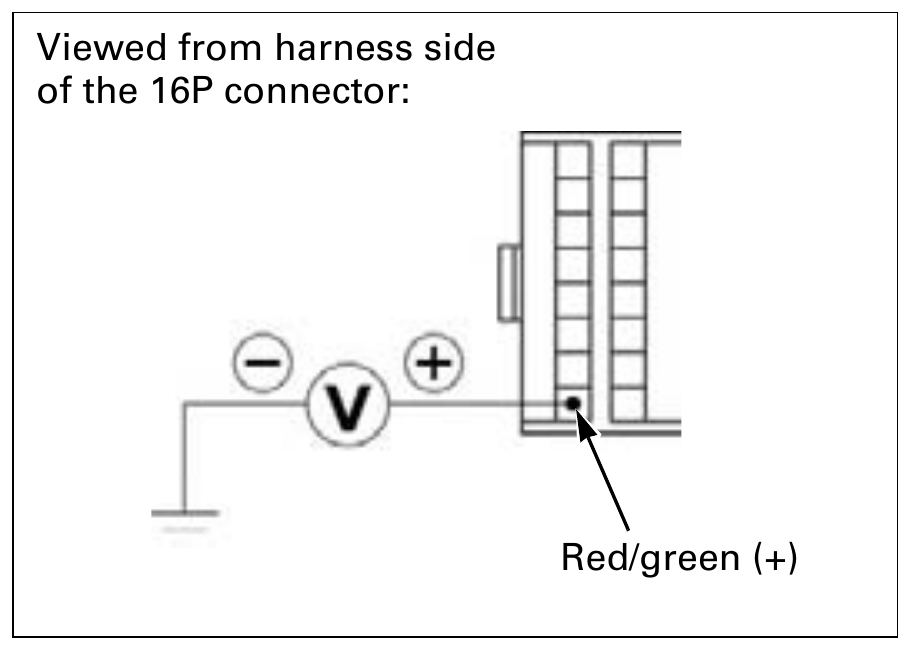 Viewed from harness side
of the 16P connector:
− + 
V
Red/green (+)